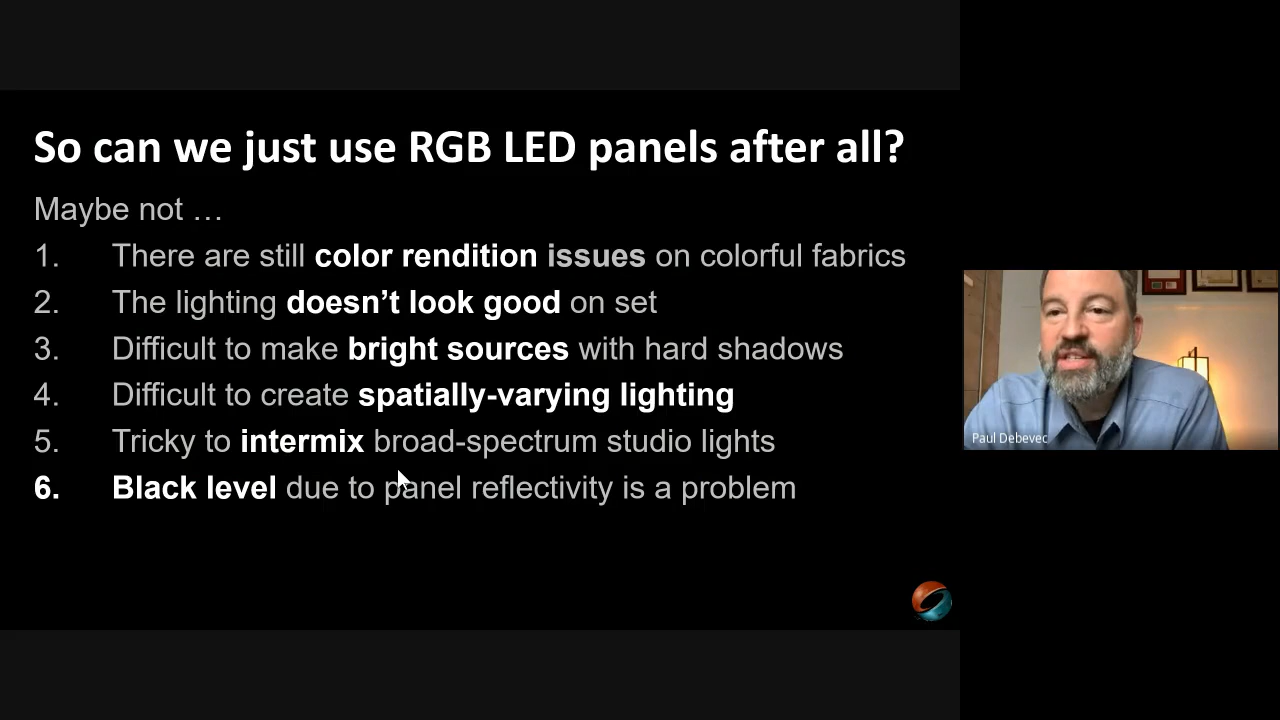 So can we just use RGB LED panels after all?
Maybe not …
1. There are still color rendition issues on colorful fabrics
2. The lighting doesn’t look good on set
3. Difficult to make bright sources with hard shadows
4. Difficult to create spatially-varying lighting
5. Tricky to intermix broad-spectrum studio lights
6. Black level due to panel reflectivity is a problem
Paul Debevec